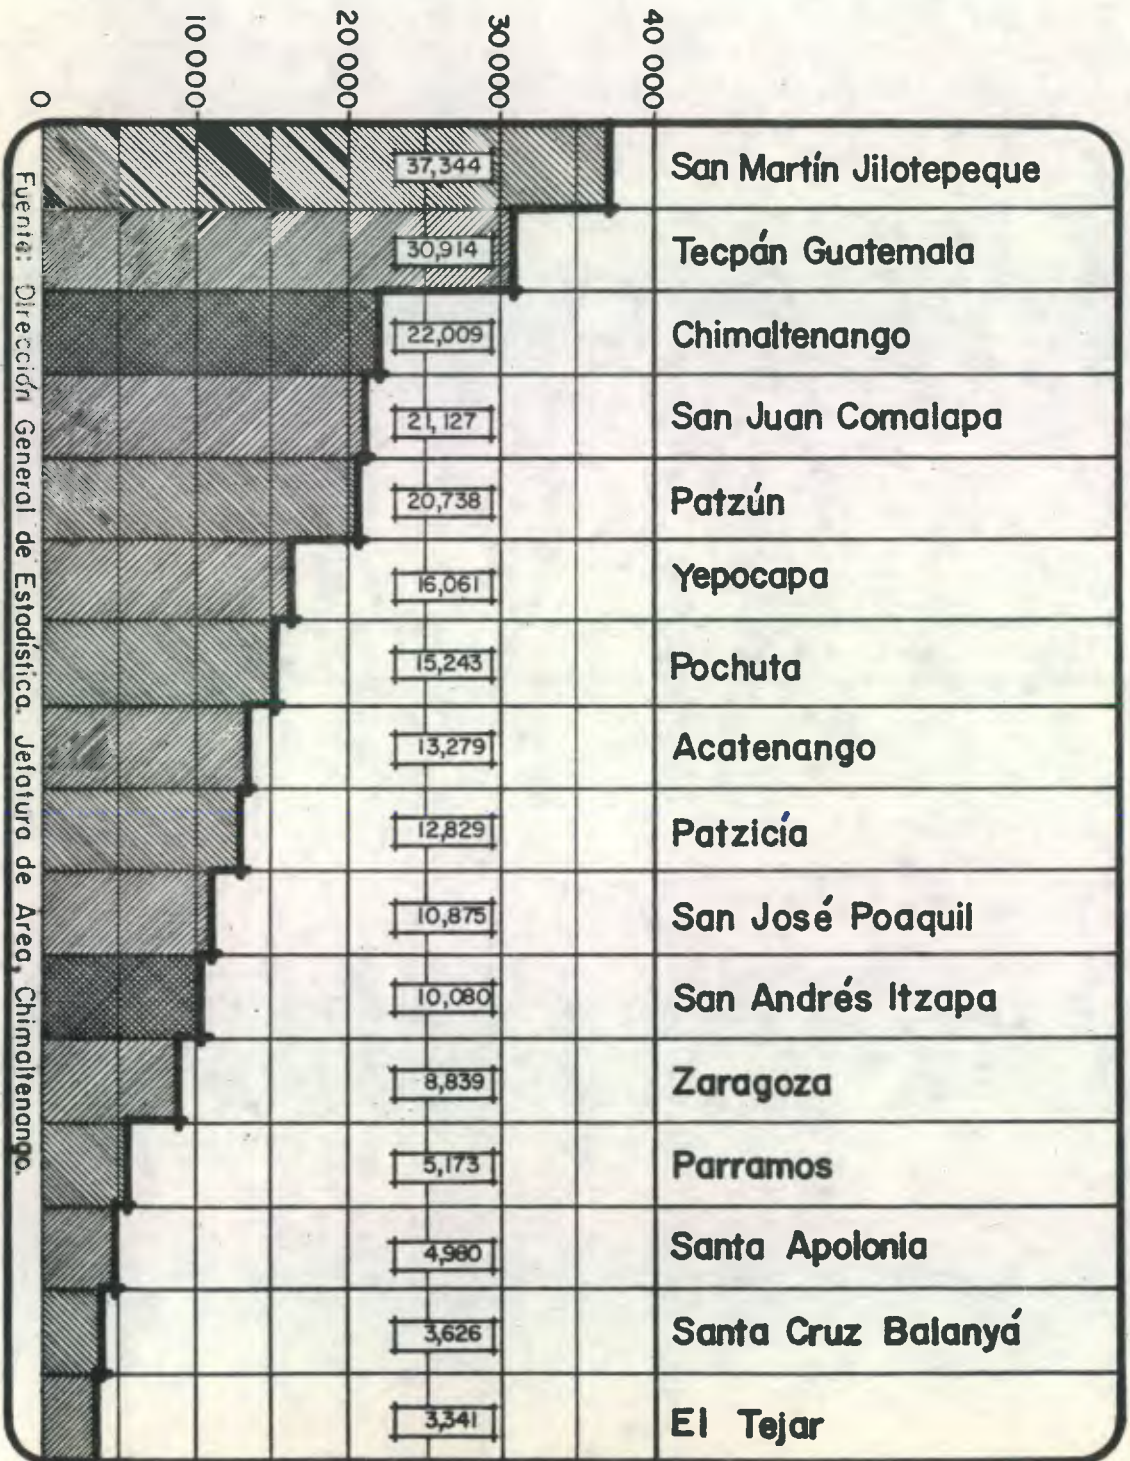 0
10 000
20 000
30 000
40 000
37,344 San Martín Jilotepeque
30,914 Tecpán Guatemala
22,009 Chimaltenango
21,127 San Juan Comalapa
20,738 Patzún
16,061 Yepocapa
15,243 Pochuta
13,279 Acatenango
12,829 Patzicía
10,875 San José Poaquil
10,080 San Andrés Itzapa
8,839 Zaragoza
5,173 Parramos
4,980 Santa Apolonia
3,626 Santa Cruz Balanyá
3,341 El Tejar
Fuente: Dirección General de Estadística. Jefatura de Area, Chimaltenango.